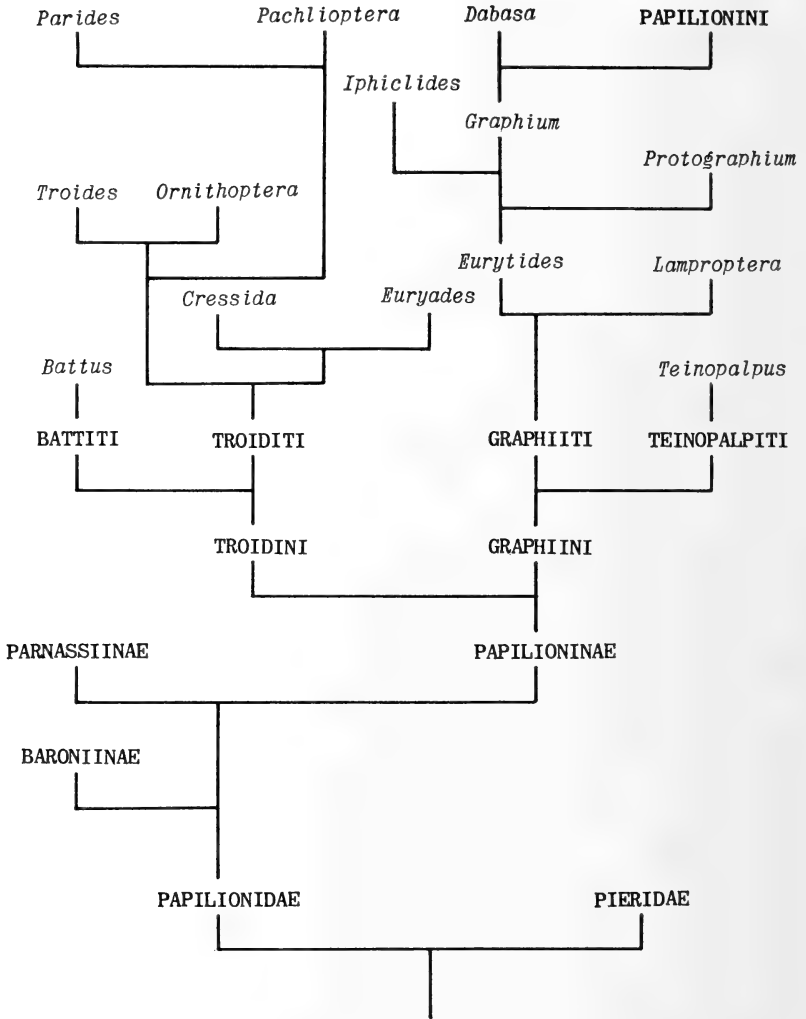 Parides Pachlioptera Dabasa PAPILIONINI
Iphiclides
Graphium
Protographium
Troides Ornithoptera
Eurytides Lamproptera
Cressida Euryades
Battus Teinopalpus
BATTITI TROIDITI GRAPHIITI TEINOPALPITI
TROIDINI GRAPHIINI
PARNASSIINAE PAPILIONINAE
BARONIINAE
PAPILIONIDAE PIERIDAE